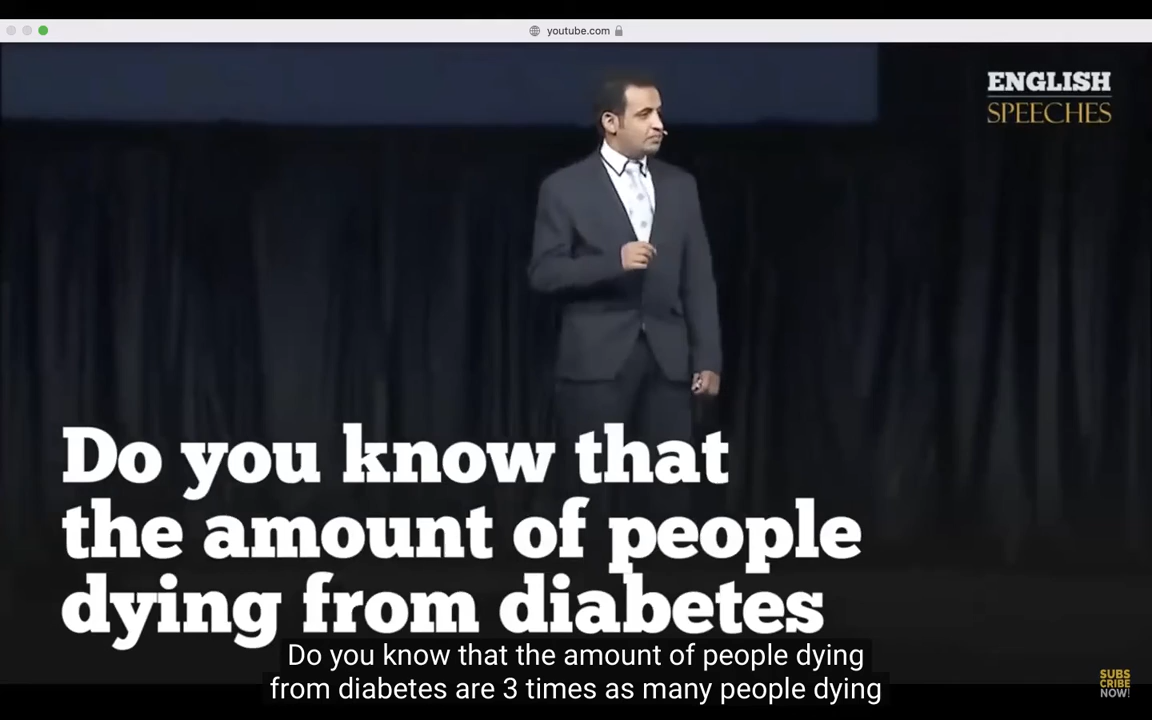 youtube.com
ENGLISH
SPEECHES
Do you know that
the amount of people
dying from diabetes
Do you know that the amount of people dying
from diabetes are 3 times as many people dying
SUBS
CRIBE
NOW!